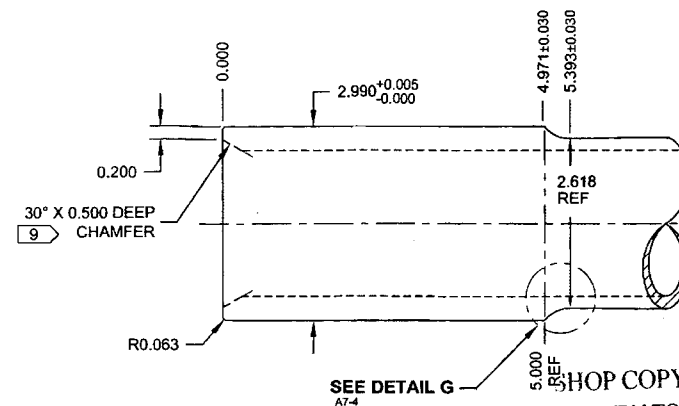 0.000
2.990 +0.005 -0.000
4.971±0.030
5.393±0.030
0.200
2.618
REF
30° X 0.500 DEEP
9 CHAMFER
R0.063
SEE DETAIL G
A7-4
5.000
REF
SHOP COPY